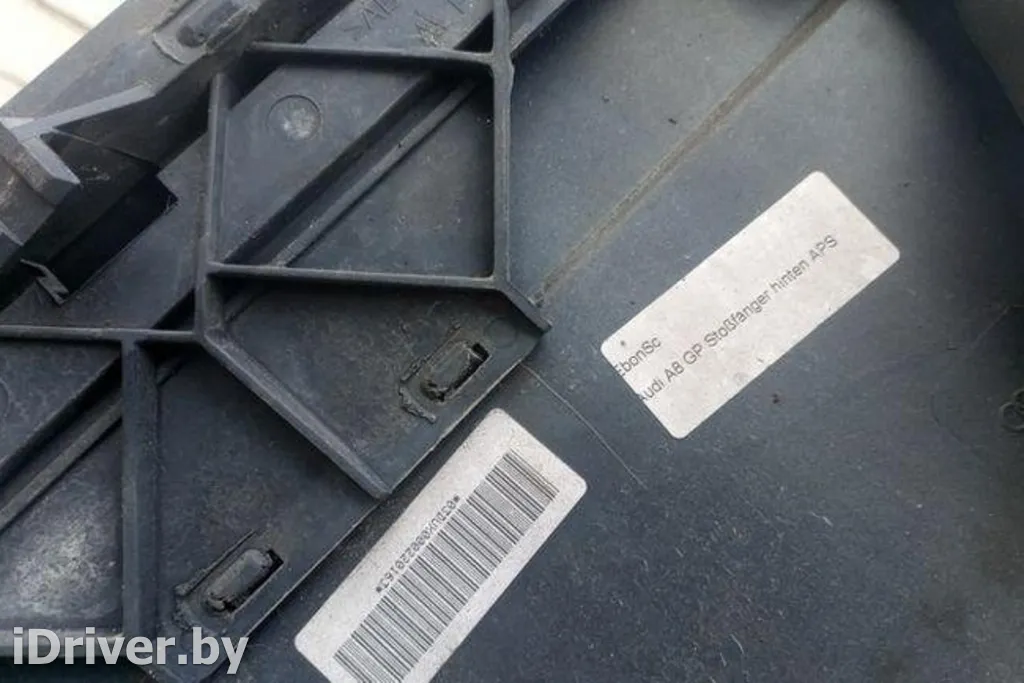 EbonSc
Audi A8 GP Stoßfänger hinten APS
iDriver.by